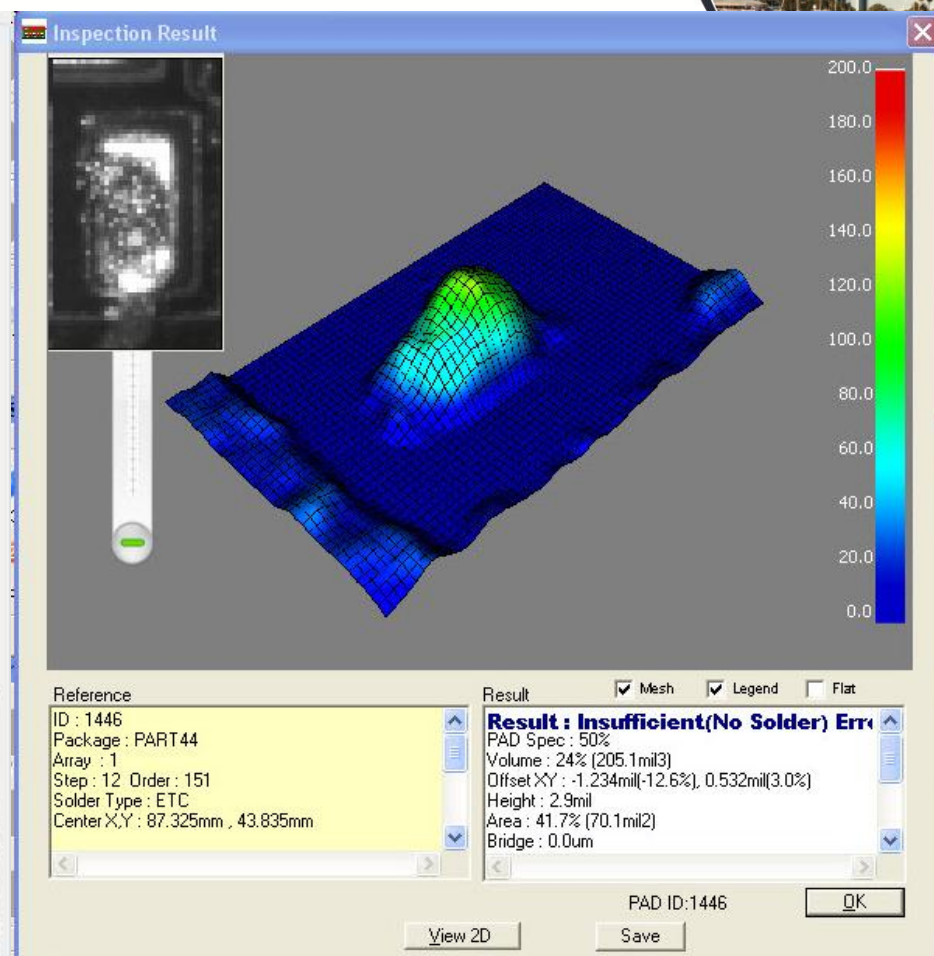 Inspection Result
200.0
180.0
160.0
140.0
120.0
100.0
80.0
60.0
40.0
20.0
0.0
Reference
ID : 1446
Package : PART44
Array : 1
Step : 12 Order : 151
Solder Type : ETC
Center X,Y : 87.325mm , 43.835mm
Result
Mesh
Legend
Flat
Result : Insufficient(No Solder) Erre
PAD Spec : 50%
Volume : 24% (205.1mil3)
Offset XY : -1.234mil(-12.6%), 0.532mil(3.0%)
Height : 2.9mil
Area : 41.7% (70.1mil2)
Bridge : 0.0um
PAD ID:1446
OK
View 2D
Save